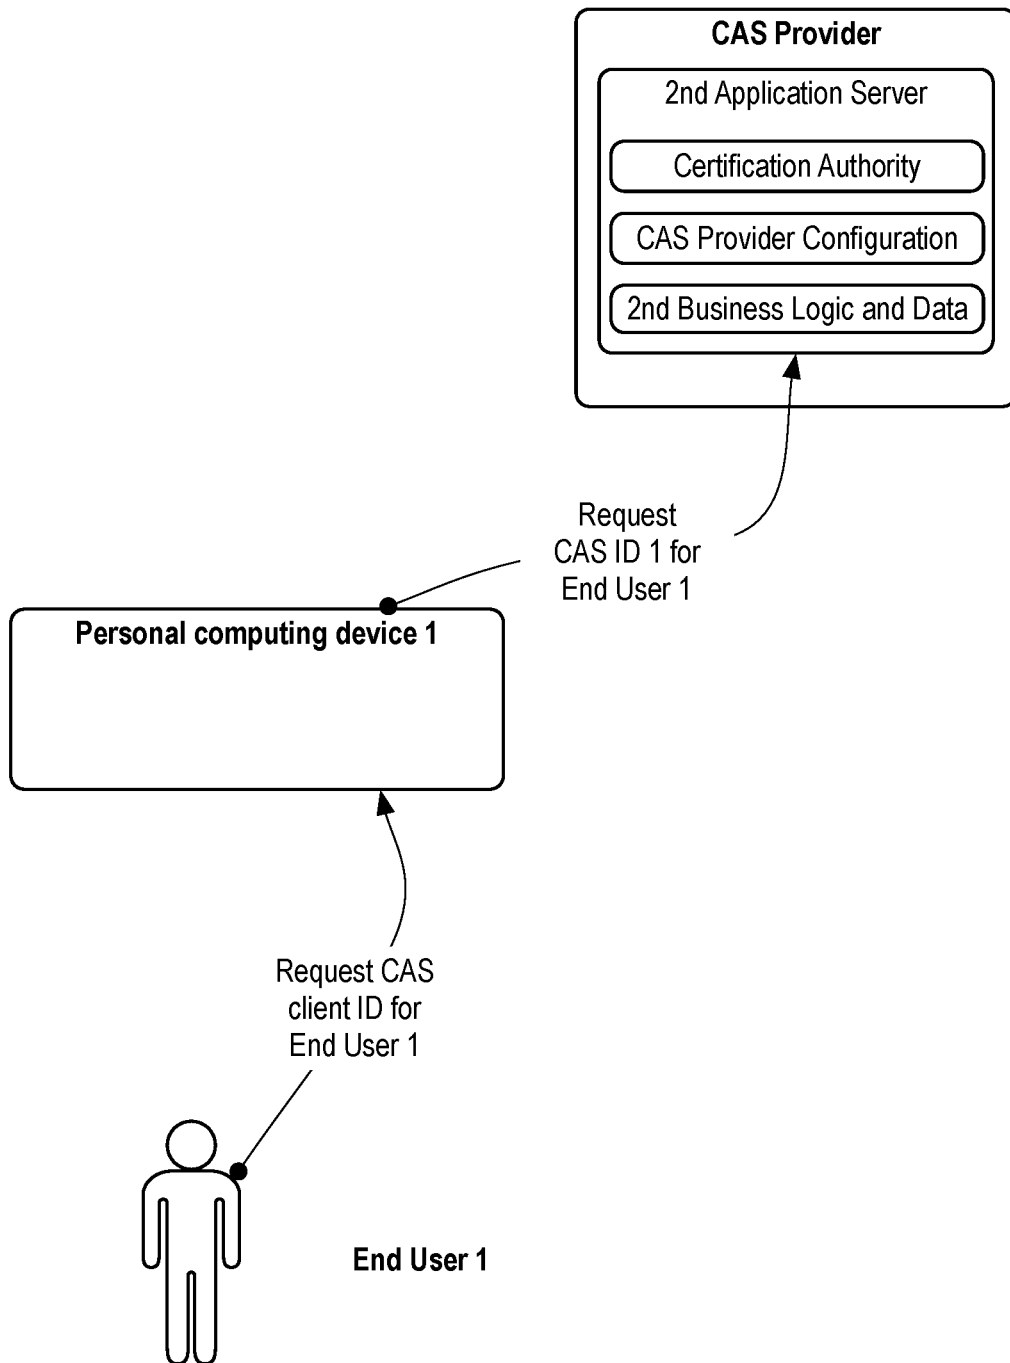 CAS Provider
2nd Application Server
Certification Authority
CAS Provider Configuration
2nd Business Logic and Data
Request
CAS ID 1 for
End User 1
Personal computing device 1
Request CAS
client ID for
End User 1
End User 1